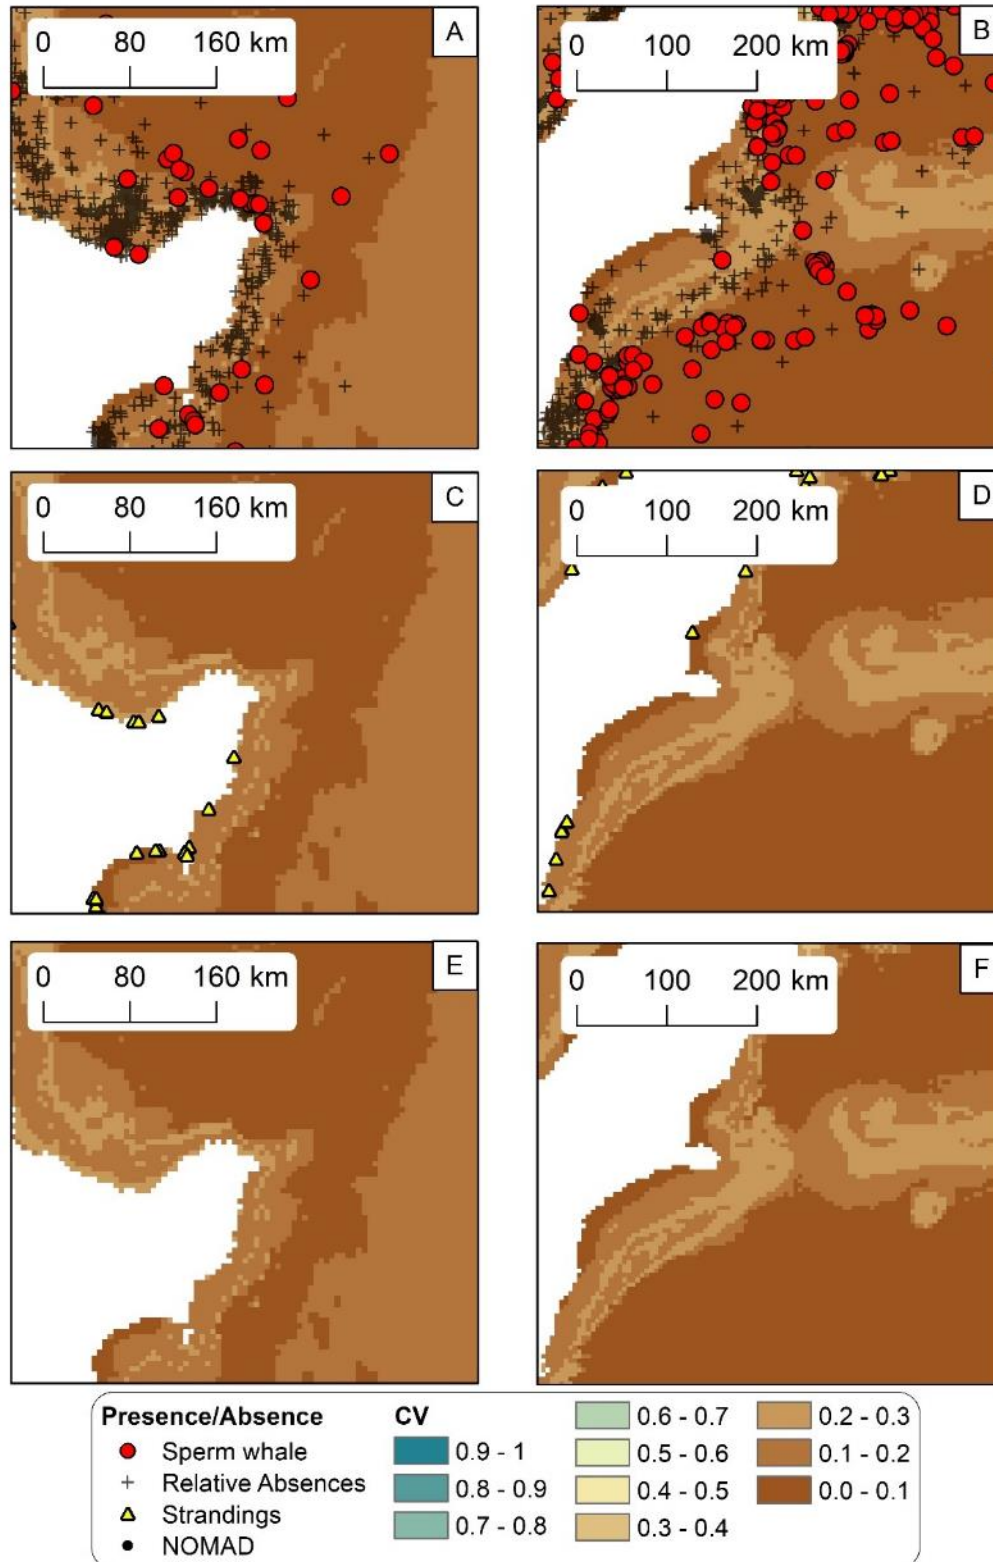 0 80 160 km
A
0 100 200 km
B
0 80 160 km
C
0 100 200 km
D
0 80 160 km
E
0 100 200 km
F
Presence/Absence
Sperm whale
Relative Absences
Strandings
NOMAD
CV
0.9 - 1
0.8 - 0.9
0.7 - 0.8
0.6 - 0.7
0.5 - 0.6
0.4 - 0.5
0.3 - 0.4
0.2 - 0.3
0.1 - 0.2
0.0 - 0.1